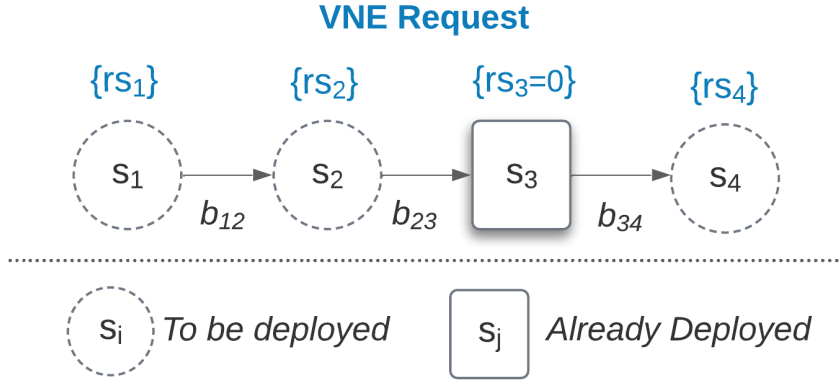 VNE Request
{rs₁} {rs₂} {rs₃=0} {rs₄}
s₁ s₂ s₃ s₄
b₁₂ b₂₃ b₃₄
sᵢ To be deployed sⱼ Already Deployed